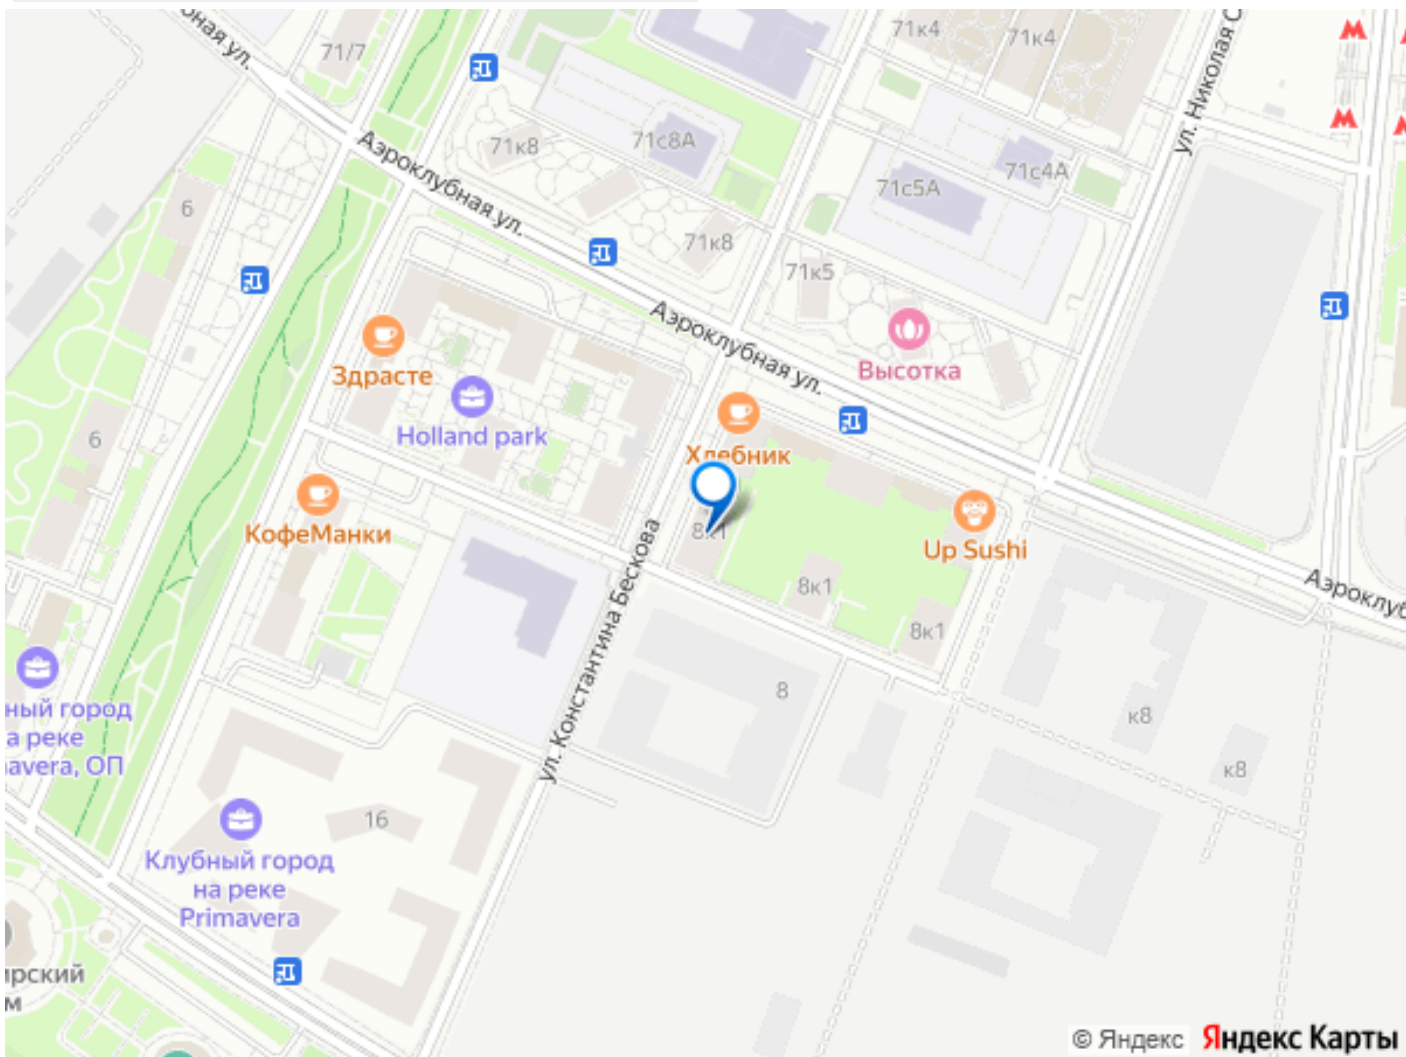 71/7
71к4
71к4
ул. Николая С
бная ул.
Аэроклубная ул.
71к8
71с8А
71с5А
71с4А
6
71к8
71к5
Аэроклубная ул.
Высотка
Здрасте
Holland park
Хлебник
6
КофеМанки
8к1
Up Sushi
8к1
8к1
Аэроклуб
ул. Константина Бескова
8
к8
к8
ный город
а реке
avera, ОП
16
Клубный город
на реке
Primavera
ирский
м
© Яндекс Яндекс Карты